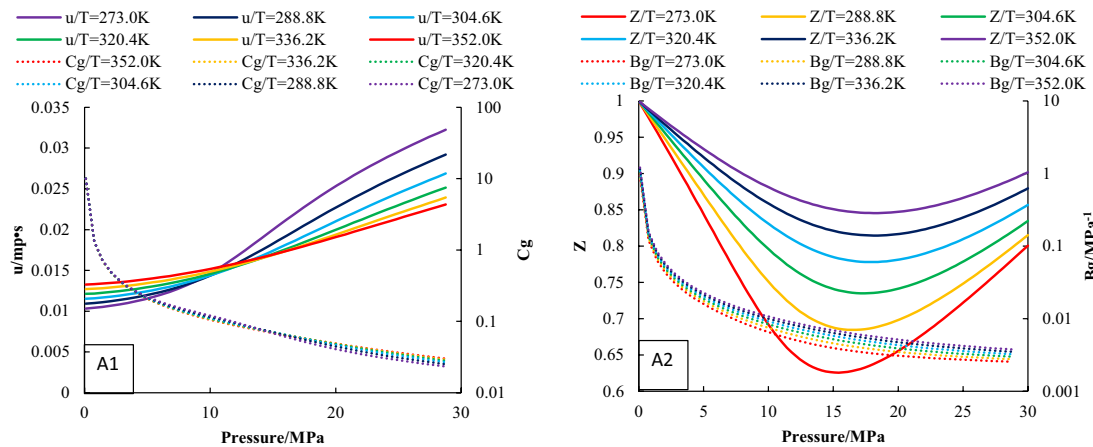 u/T=273.0K u/T=288.8K u/T=304.6K
u/T=320.4K u/T=336.2K u/T=352.0K
Cg/T=352.0K Cg/T=336.2K Cg/T=320.4K
Cg/T=304.6K Cg/T=288.8K Cg/T=273.0K
0.035
0.03
0.025
0.02
0.015
0.01
0.005
0
u/mp•s
100
10
1
0.1
0.01
Cg
A1
0 10 20 30
Pressure/MPa
Z/T=273.0K Z/T=288.8K Z/T=304.6K
Z/T=320.4K Z/T=336.2K Z/T=352.0K
Bg/T=273.0K Bg/T=288.8K Bg/T=304.6K
Bg/T=320.4K Bg/T=336.2K Bg/T=352.0K
1
0.95
0.9
0.85
0.8
0.75
0.7
0.65
0.6
Z
10
1
0.1
0.01
0.001
Bg/MPa⁻¹
A2
0 5 10 15 20 25 30
Pressure/MPa